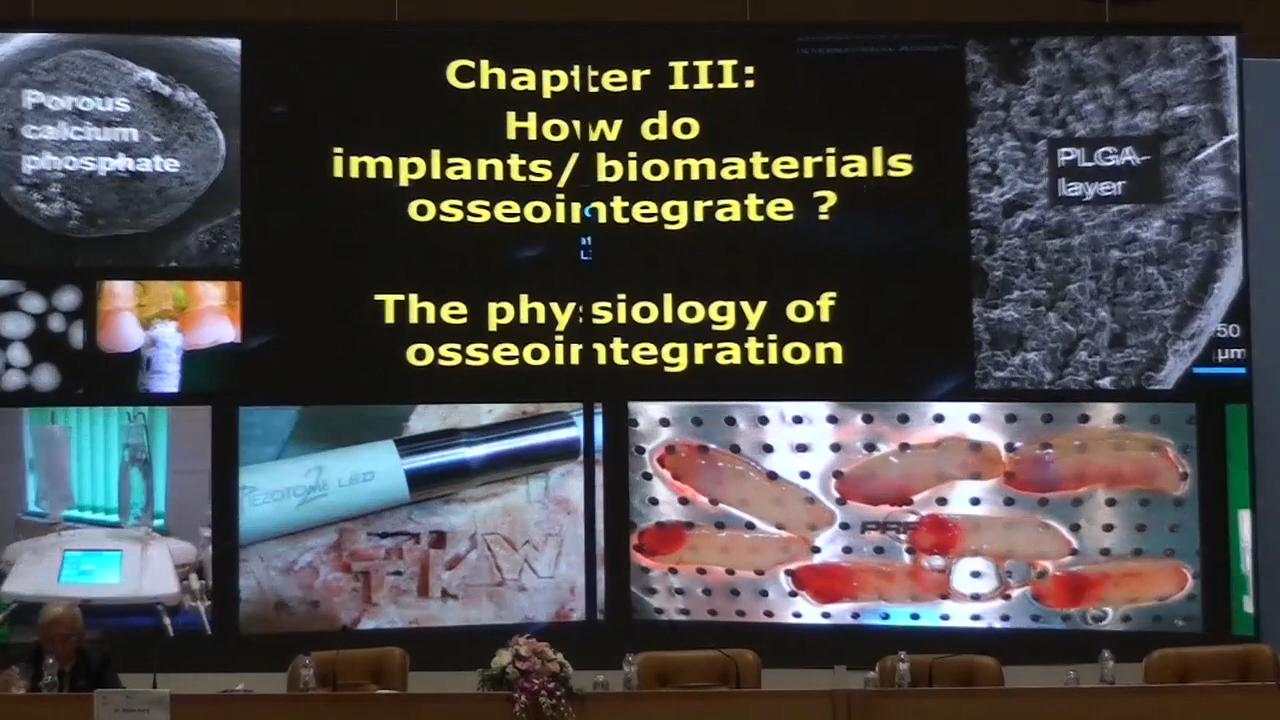 Porous
calcium
phosphate
Chapter III:
How do
implants/ biomaterials
osseointegrate ?
The physiology of
osseointegration
PLGA-
layer
50
µm
PIEZOTOME 2 LED
TKW
PRF